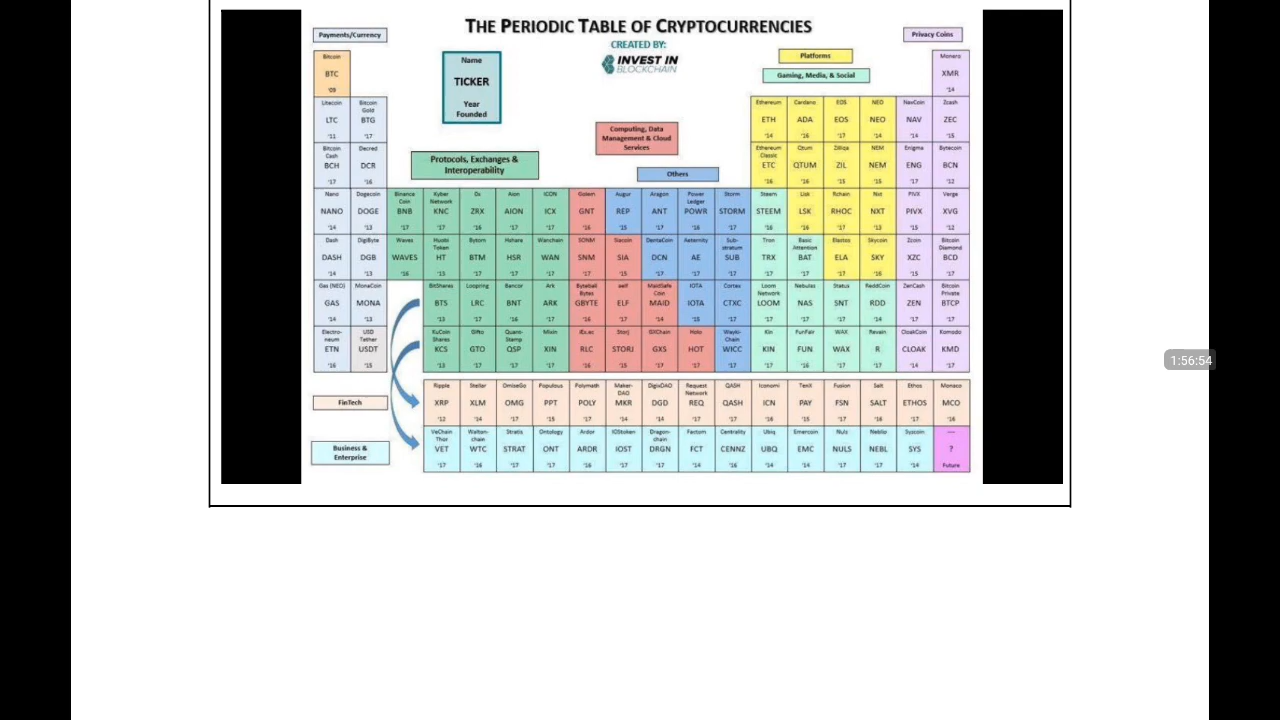 THE PERIODIC TABLE OF CRYPTOCURRENCIES
CREATED BY:
INVEST IN
BLOCKCHAIN
Payments/Currency
Privacy Coins
Platforms
Gaming, Media, & Social
Name
TICKER
Year
Founded
Computing, Data
Management & Cloud
Services
Protocols, Exchanges &
Interoperability
Others
Bitcoin Monero
BTC XMR
'09 '14
Litecoin Bitcoin Gold Ethereum Cardano EOS NEO NavCoin Zcash
LTC BTG ETH ADA EOS NEO NAV ZEC
'11 '17 '14 '16 '17 '14 '14 '15
Bitcoin Cash Decred Ethereum Classic Qtum Zilliqa NEM Enigma Bytecoin
BCH DCR ETC QTUM ZIL NEM ENG BCN
'17 '16 '16 '16 '15 '15 '17 '12
Nano Dogecoin Binance Coin Kyber Network 0x Aion ICON Golem Augur Aragon Power Ledger Storm Steem Lisk Rchain Nxt PIVX Verge
NANO DOGE BNB KNC ZRX AION ICX GNT REP ANT POWR STORM STEEM LSK RHOC NXT PIVX XVG
'14 '13 '17 '17 '16 '17 '17 '16 '15 '17 '16 '17 '16 '16 '17 '13 '15 '12
Dash DigiByte Waves Huobi Token Bytom Hshare Wanchain SONM Siacoin DentaCoin Aeternity Sub-stratum Tron Basic Attention Elastos Skycoin Zcoin Bitcoin Diamond
DASH DGB WAVES HT BTM HSR WAN SNM SIA DCN AE SUB TRX BAT ELA SKY XZC BCD
'14 '13 '16 '13 '17 '17 '17 '17 '15 '17 '17 '17 '17 '17 '17 '16 '15 '17
Gas (NEO) MonaCoin BitShares Loopring Bancor Ark Byteball Bytes aelf MaidSafe Coin IOTA Cortex Loom Network Nebulas Status ReddCoin ZenCash Bitcoin Private
GAS MONA BTS LRC BNT ARK GBYTE ELF MAID IOTA CTXC LOOM NAS SNT RDD ZEN BTCP
'14 '13 '13 '17 '16 '17 '16 '17 '14 '15 '17 '17 '17 '17 '14 '17 '17
Electro-neum USD Tether KuCoin Shares Gifto Quant-Stamp Mixin iEx.ec Storj GXChain Holo Wayki-Chain Kin FunFair WAX Revain CloakCoin Komodo
ETN USDT KCS GTO QSP XIN RLC STORJ GXS HOT WICC KIN FUN WAX R CLOAK KMD
'16 '15 '13 '17 '17 '17 '16 '15 '17 '17 '17 '17 '16 '17 '17 '14 '17
FinTech
Ripple Stellar OmiseGo Populous Polymath Maker-DAO DigixDAO Request Network QASH Iconomi TenX Fusion Salt Ethos Monaco
XRP XLM OMG PPT POLY MKR DGD REQ QASH ICN PAY FSN SALT ETHOS MCO
'12 '14 '17 '15 '17 '14 '14 '17 '17 '16 '15 '17 '16 '17 '16
Business &
Enterprise
VeChain Thor Walton-chain Stratis Ontology Ardor IOStoken Dragon-chain Factom Centrality Ubiq Emercoin Nuls Neblio Syscoin ---
VET WTC STRAT ONT ARDR IOST DRGN FCT CENNZ UBQ EMC NULS NEBL SYS ?
'17 '16 '17 '17 '16 '17 '17 '14 '16 '14 '14 '17 '17 '14 Future
1:56:54